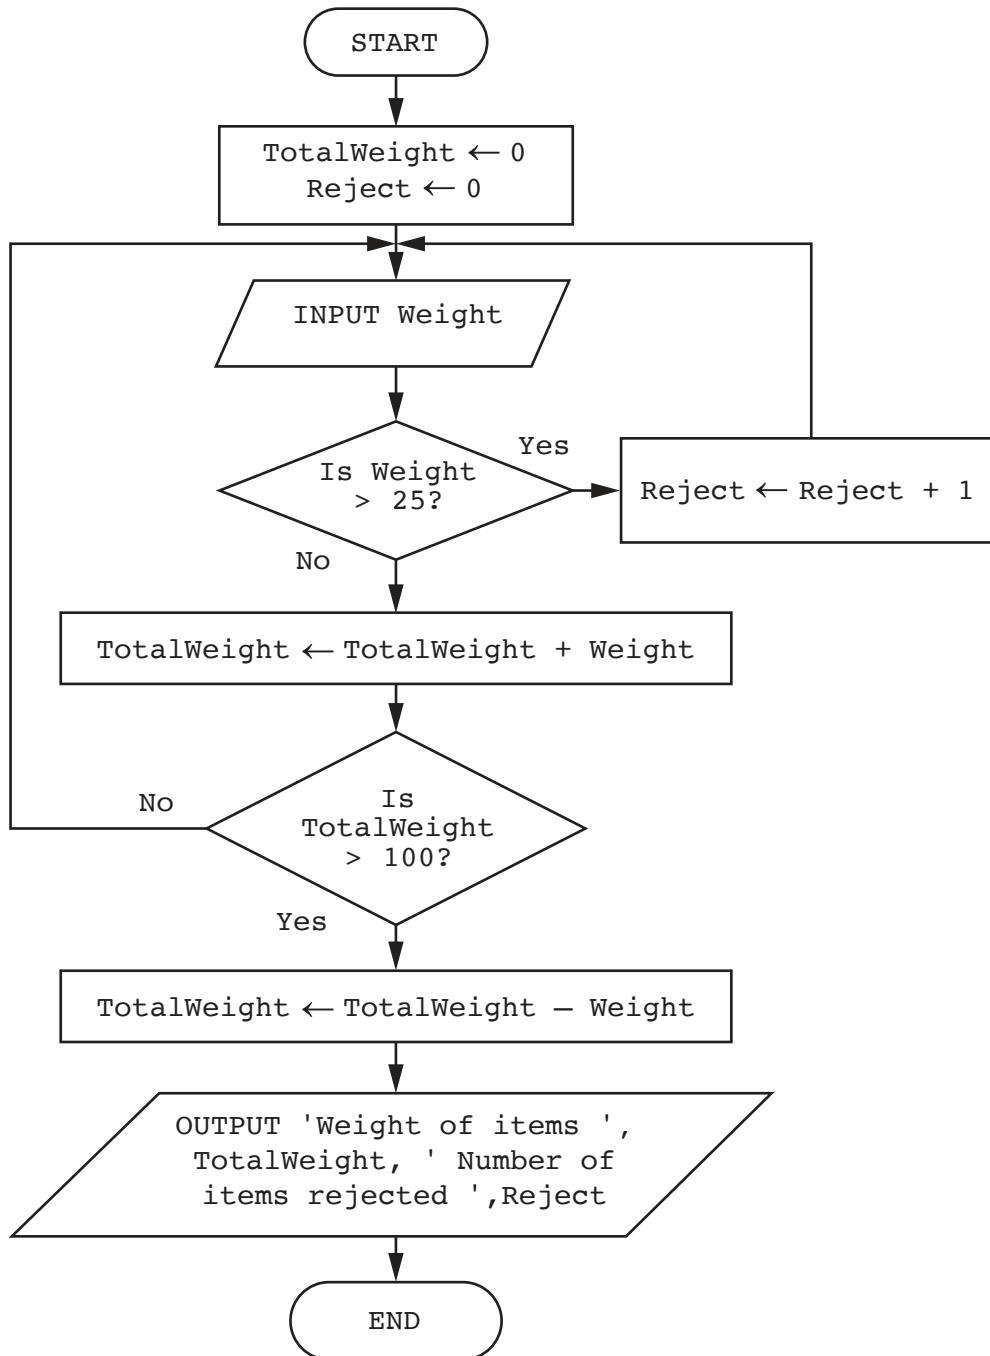 START
TotalWeight ← 0
Reject ← 0
INPUT Weight
Is Weight
> 25?
Yes
Reject ← Reject + 1
No
TotalWeight ← TotalWeight + Weight
Is
TotalWeight
> 100?
No
Yes
TotalWeight ← TotalWeight – Weight
OUTPUT 'Weight of items ',
TotalWeight, ' Number of
items rejected ',Reject
END